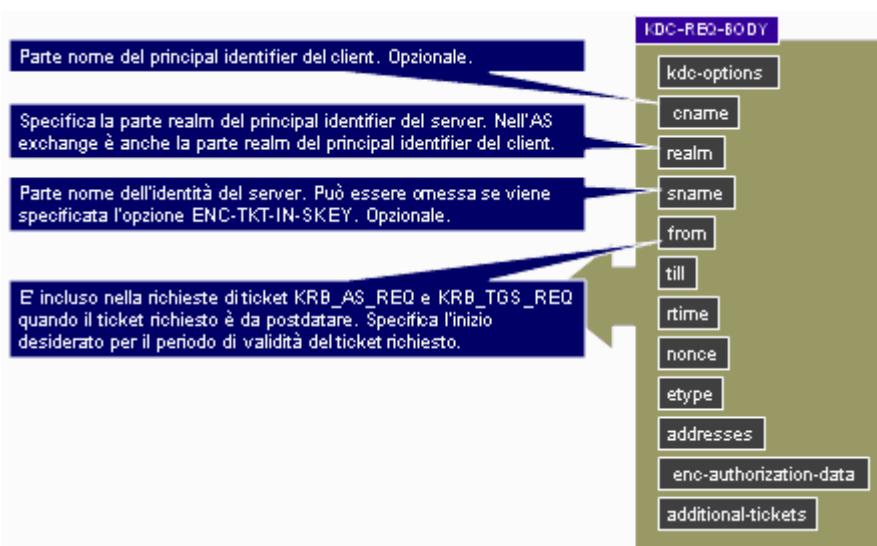 KDC-REQ-BODY
Parte nome del principal identifier del client. Opzionale.
kdc-options
cname
Specifica la parte realm del principal identifier del server. Nell'AS
exchange è anche la parte realm del principal identifier del client.
realm
Parte nome dell'identità del server. Può essere omessa se viene
specificata l'opzione ENC-TKT-IN-SKEY. Opzionale.
sname
from
till
E' incluso nella richieste di ticket KRB_AS_REQ e KRB_TGS_REQ
quando il ticket richiesto è da postdatare. Specifica l'inizio
desiderato per il periodo di validità del ticket richiesto.
rtime
nonce
etype
addresses
enc-authorization-data
additional-tickets